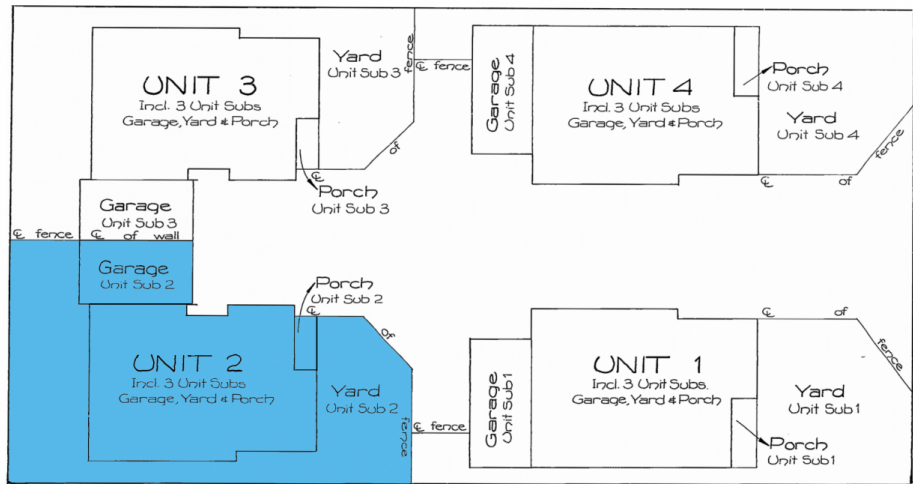 UNIT 3
Incl. 3 Unit Subs
Garage, Yard & Porch
Yard
Unit Sub 3
fence
of
℄
Porch
Unit Sub 3
Garage
Unit Sub 3
℄ fence ℄ of wall
Garage
Unit Sub 2
℄ fence
Garage
Unit Sub 4
UNIT 4
Incl. 3 Unit Subs
Garage, Yard & Porch
Porch
Unit Sub 4
Yard
Unit Sub 4
fence
℄ of
Porch
Unit Sub 2
℄
of
UNIT 2
Incl. 3 Unit Subs
Garage, Yard & Porch
Yard
Unit Sub 2
fence
℄ fence
Garage
Unit Sub1
UNIT 1
Incl. 3 Unit Subs.
Garage, Yard & Porch
℄ of
fence
Yard
Unit Sub1
Porch
Unit Sub1